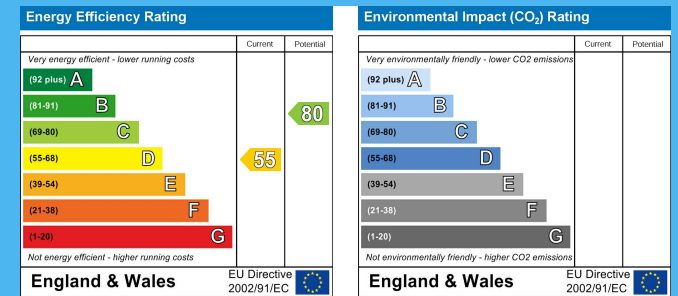 Energy Efficiency Rating
Current Potential
Very energy efficient - lower running costs
(92 plus) A
(81-91) B
80
(69-80) C
(55-68) D
55
(39-54) E
(21-38) F
(1-20) G
Not energy efficient - higher running costs
England & Wales
EU Directive
2002/91/EC
Environmental Impact (CO₂) Rating
Current Potential
Very environmentally friendly - lower CO2 emissions
(92 plus) A
(81-91) B
(69-80) C
(55-68) D
(39-54) E
(21-38) F
(1-20) G
Not environmentally friendly - higher CO2 emissions
England & Wales
EU Directive
2002/91/EC